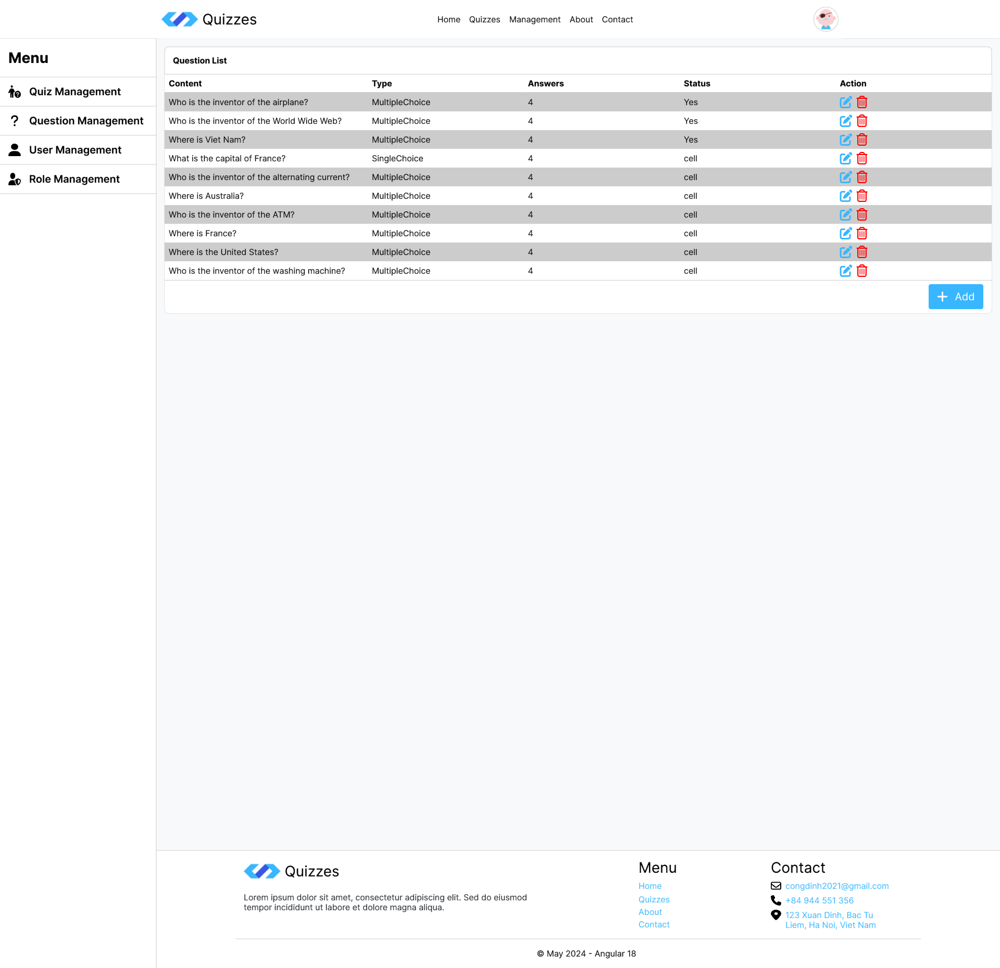 Quizzes
Home Quizzes Management About Contact
Menu
Quiz Management
Question Management
User Management
Role Management
Question List
Content Type Answers Status Action
Who is the inventor of the airplane? MultipleChoice 4 Yes
Who is the inventor of the World Wide Web? MultipleChoice 4 Yes
Where is Viet Nam? MultipleChoice 4 Yes
What is the capital of France? SingleChoice 4 cell
Who is the inventor of the alternating current? MultipleChoice 4 cell
Where is Australia? MultipleChoice 4 cell
Who is the inventor of the ATM? MultipleChoice 4 cell
Where is France? MultipleChoice 4 cell
Where is the United States? MultipleChoice 4 cell
Who is the inventor of the washing machine? MultipleChoice 4 cell
Add
Quizzes
Lorem ipsum dolor sit amet, consectetur adipiscing elit. Sed do eiusmod
tempor incididunt ut labore et dolore magna aliqua.
Menu
Home
Quizzes
About
Contact
Contact
congdinh2021@gmail.com
+84 944 551 356
123 Xuan Dinh, Bac Tu
Liem, Ha Noi, Viet Nam
© May 2024 - Angular 18